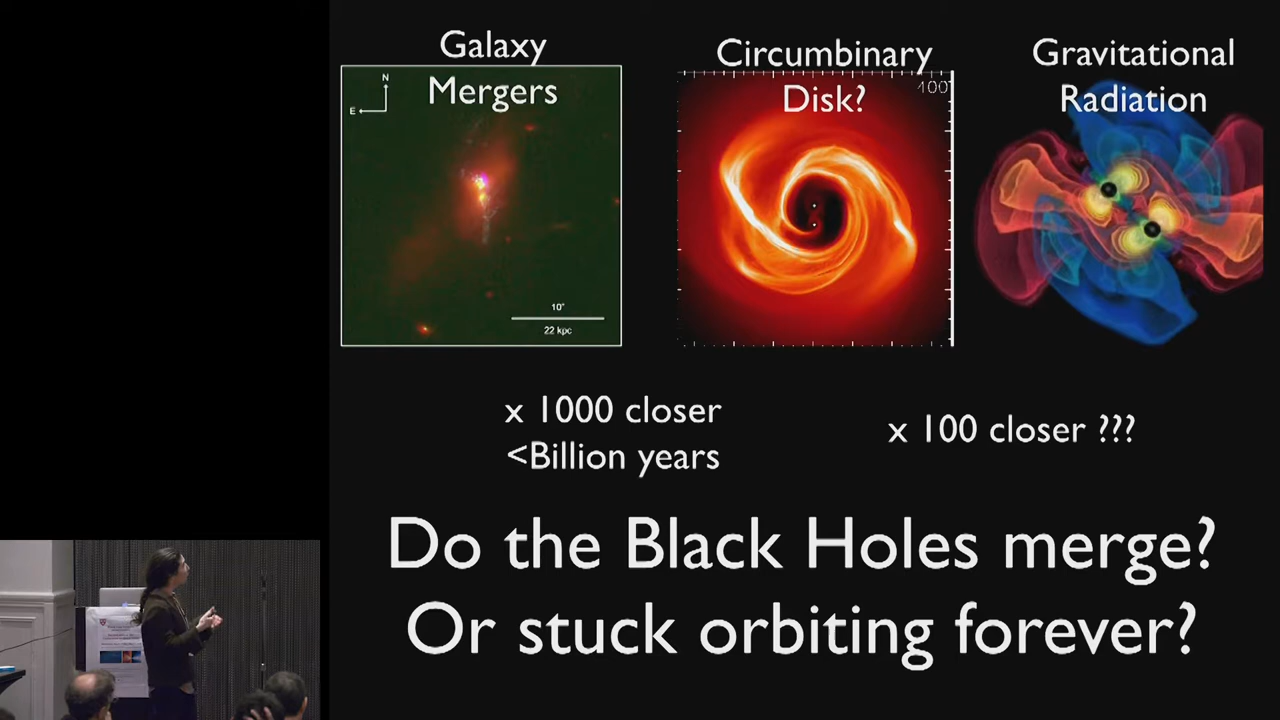 Galaxy
Mergers
N
E
10"
22 kpc
Circumbinary
Disk?
400
Gravitational
Radiation
x 1000 closer
<Billion years
x 100 closer ???
Do the Black Holes merge?
Or stuck orbiting forever?